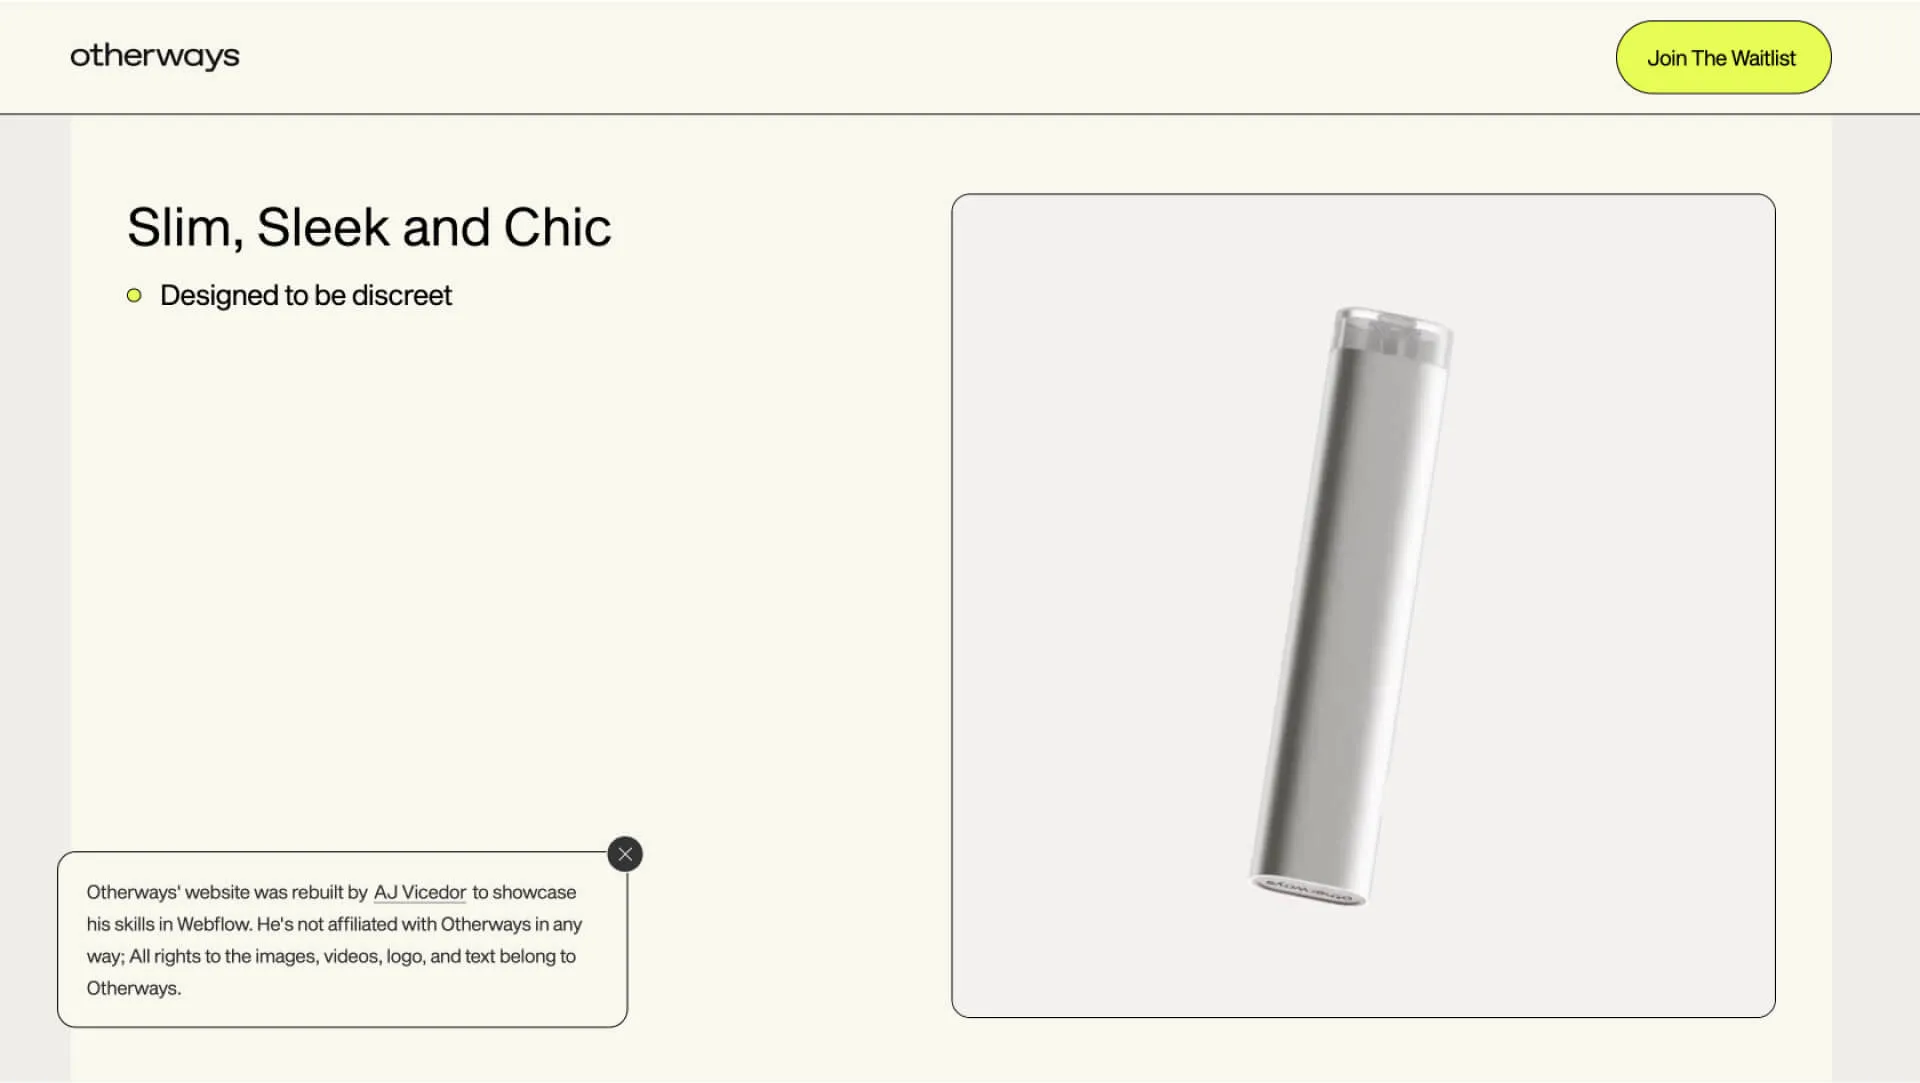 otherways
Join The Waitlist
Slim, Sleek and Chic
Designed to be discreet
Otherways' website was rebuilt by AJ Vicedor to showcase
his skills in Webflow. He's not affiliated with Otherways in any
way; All rights to the images, videos, logo, and text belong to
Otherways.
otherways